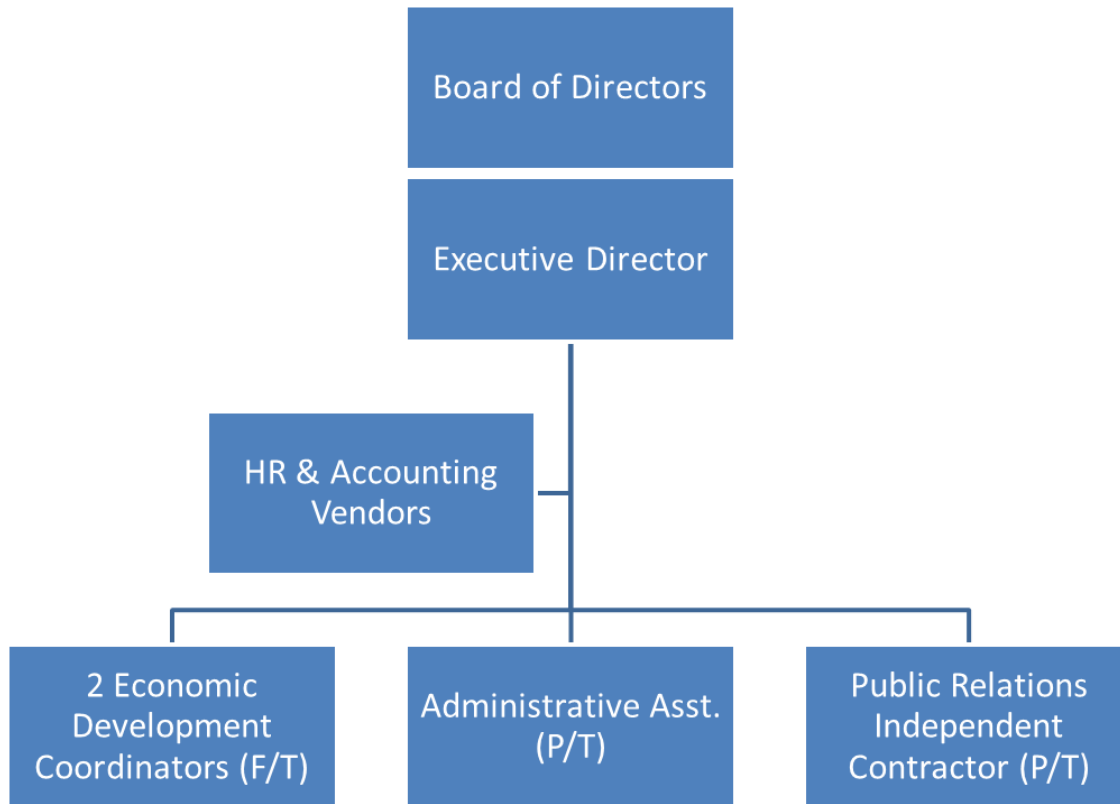 Board of Directors
Executive Director
HR & Accounting
Vendors
2 Economic
Development
Coordinators (F/T)
Administrative Asst.
(P/T)
Public Relations
Independent
Contractor (P/T)